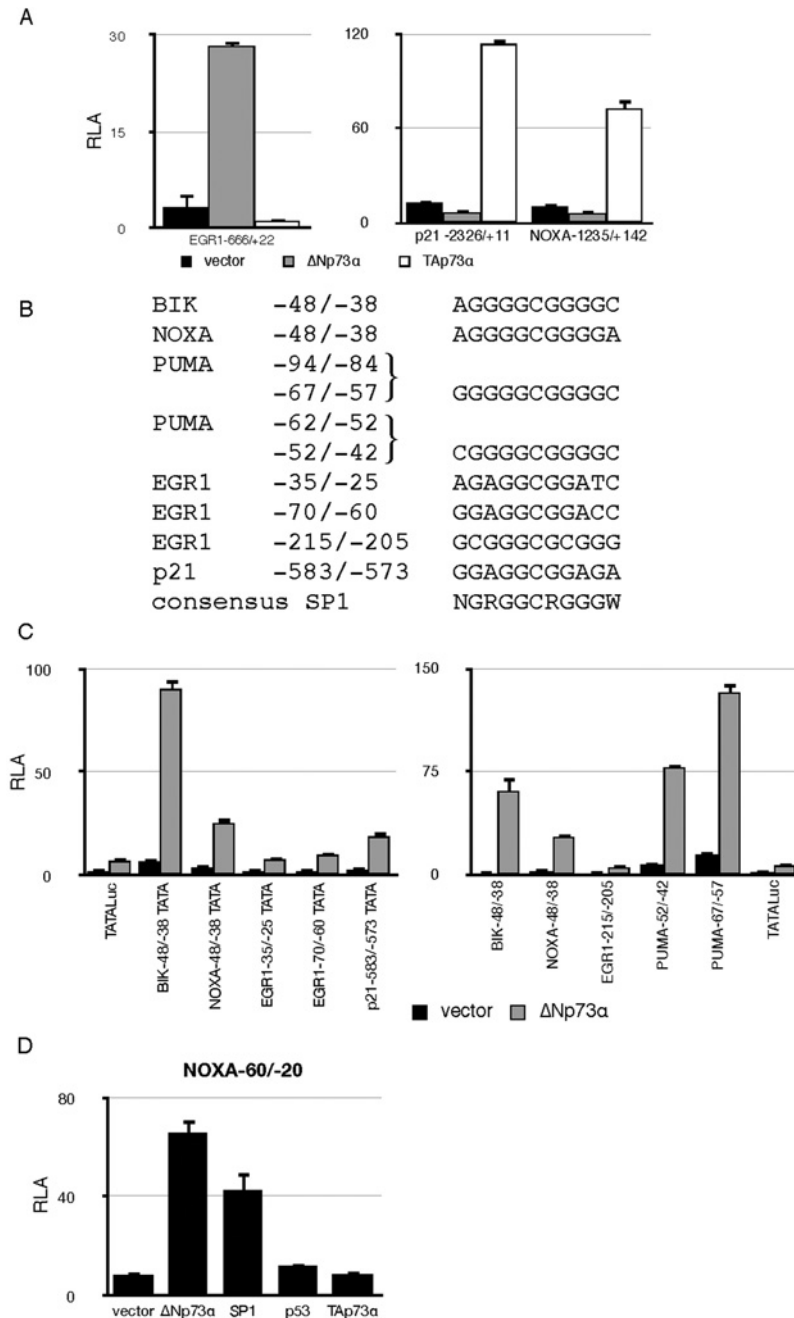 A
30
15
0
RLA
EGR1-666/+22
120
60
0
p21 -2326/+11 NOXA-1235/+142
vector ΔNp73α TAp73α
B
BIK -48/-38 AGGGGCGGGGC
NOXA -48/-38 AGGGGCGGGGA
PUMA -94/-84
-67/-57 GGGGGCGGGGC
PUMA -62/-52
-52/-42 CGGGGCGGGGC
EGR1 -35/-25 AGAGGCGGATC
EGR1 -70/-60 GGAGGCGGACC
EGR1 -215/-205 GCGGGCGCGGG
p21 -583/-573 GGAGGCGGAGA
consensus SP1 NGRGGCRGGGW
C
100
50
0
RLA
TATALuc
BIK-48/-38 TATA
NOXA-48/-38 TATA
EGR1-35/-25 TATA
EGR1-70/-60 TATA
p21-583/-573 TATA
150
75
0
BIK-48/-38
NOXA-48/-38
EGR1-215/-205
PUMA-52/-42
PUMA-67/-57
TATALuc
vector ΔNp73α
D
NOXA-60/-20
80
40
0
RLA
vector ΔNp73α SP1 p53 TAp73α